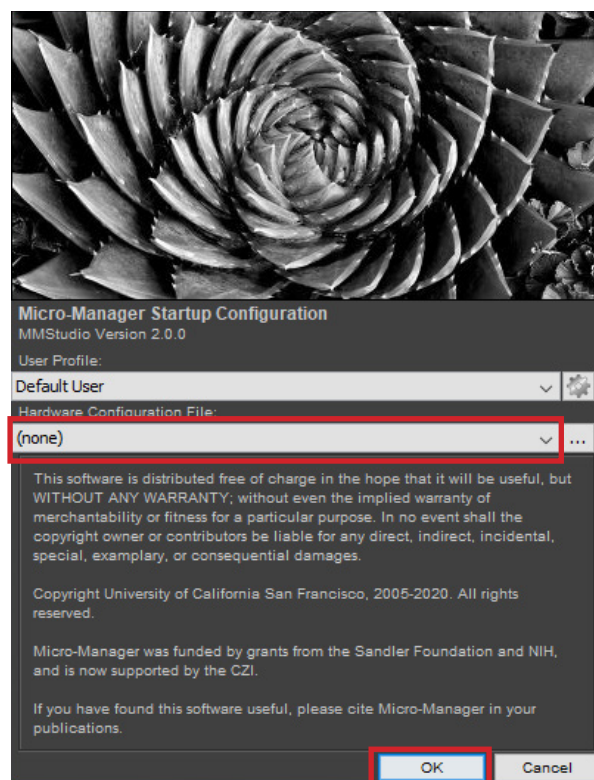 Micro-Manager Startup Configuration
MMStudio Version 2.0.0
User Profile:
Default User
Hardware Configuration File:
(none)
...
This software is distributed free of charge in the hope that it will be useful, but
WITHOUT ANY WARRANTY; without even the implied warranty of
merchantability or fitness for a particular purpose. In no event shall the
copyright owner or contributors be liable for any direct, indirect, incidental,
special, examplary, or consequential damages.
Copyright University of California San Francisco, 2005-2020. All rights
reserved.
Micro-Manager was funded by grants from the Sandler Foundation and NIH,
and is now supported by the CZI.
If you have found this software useful, please cite Micro-Manager in your
publications.
OK
Cancel